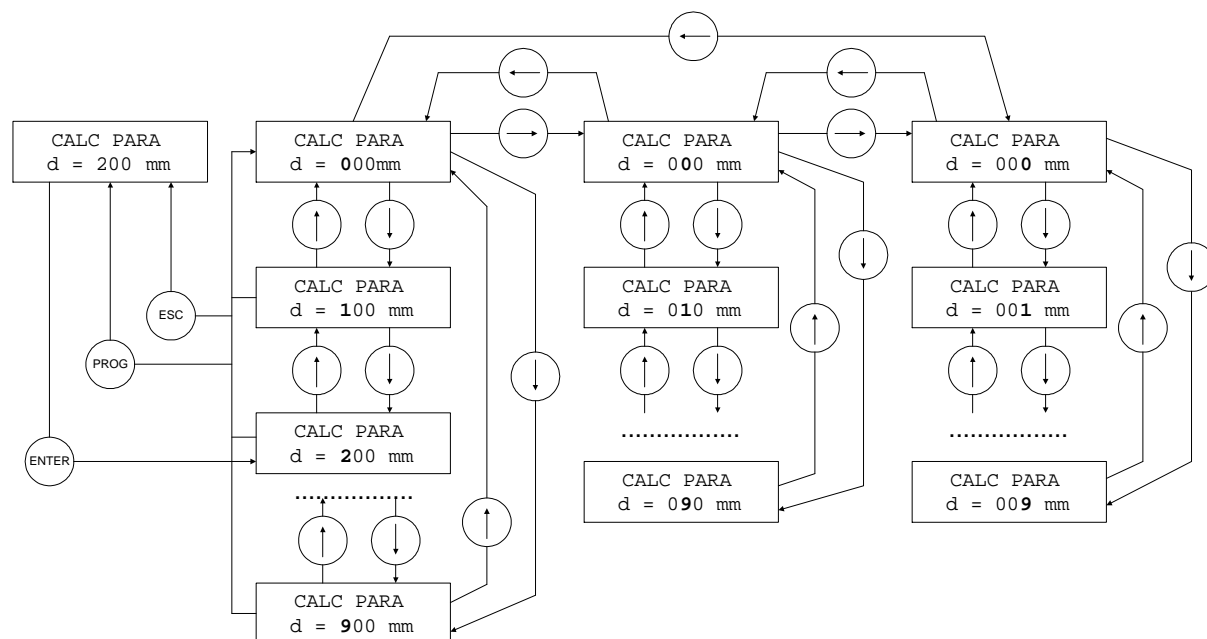 CALC PARA
d = 200 mm
CALC PARA
d = 000mm
CALC PARA
d = 000 mm
CALC PARA
d = 000 mm
CALC PARA
d = 100 mm
CALC PARA
d = 010 mm
CALC PARA
d = 001 mm
ESC
PROG
ENTER
CALC PARA
d = 200 mm
..................
..................
..................
CALC PARA
d = 090 mm
CALC PARA
d = 009 mm
CALC PARA
d = 900 mm